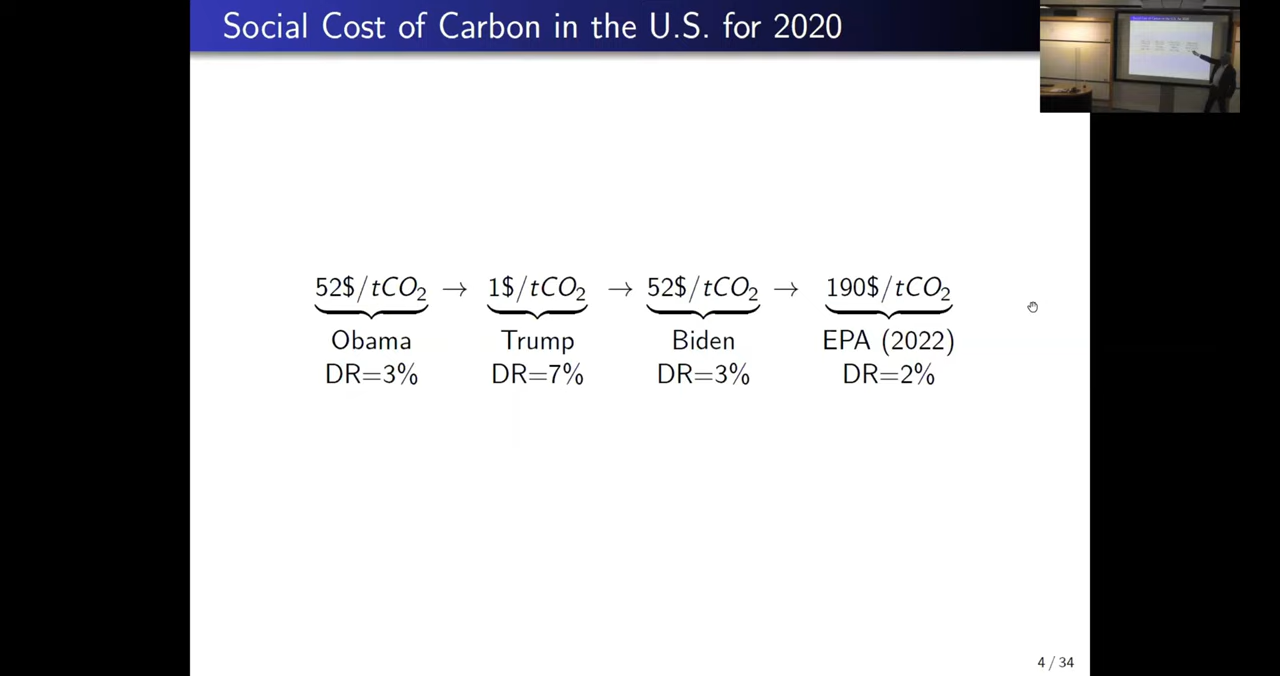 Social Cost of Carbon in the U.S. for 2020
52$/tCO₂ → 1$/tCO₂ → 52$/tCO₂ → 190$/tCO₂
Obama Trump Biden EPA (2022)
DR=3% DR=7% DR=3% DR=2%
4 / 34